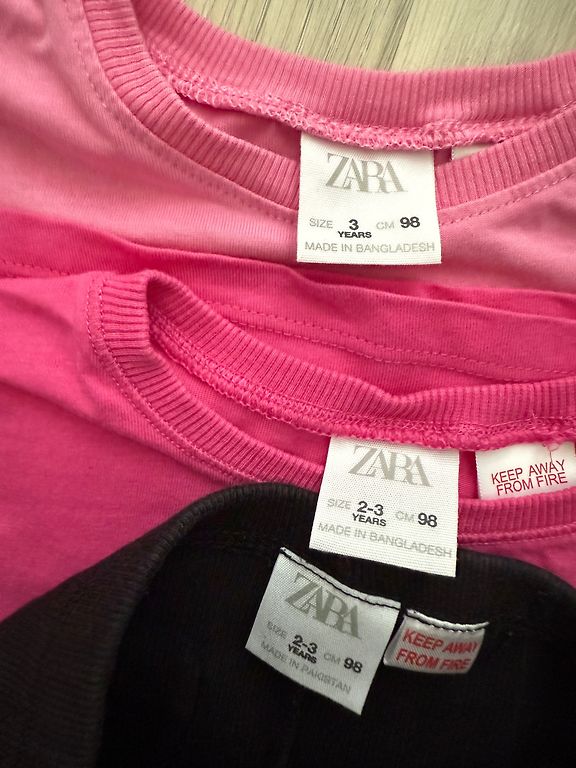 ZARA
SIZE 3 YEARS CM 98
MADE IN BANGLADESH
ZARA
SIZE 2-3 YEARS CM 98
MADE IN BANGLADESH
KEEP AWAY
FROM FIRE
ZARA
SIZE 2-3 YEARS CM 98
MADE IN PAKISTAN
KEEP AWAY
FROM FIRE